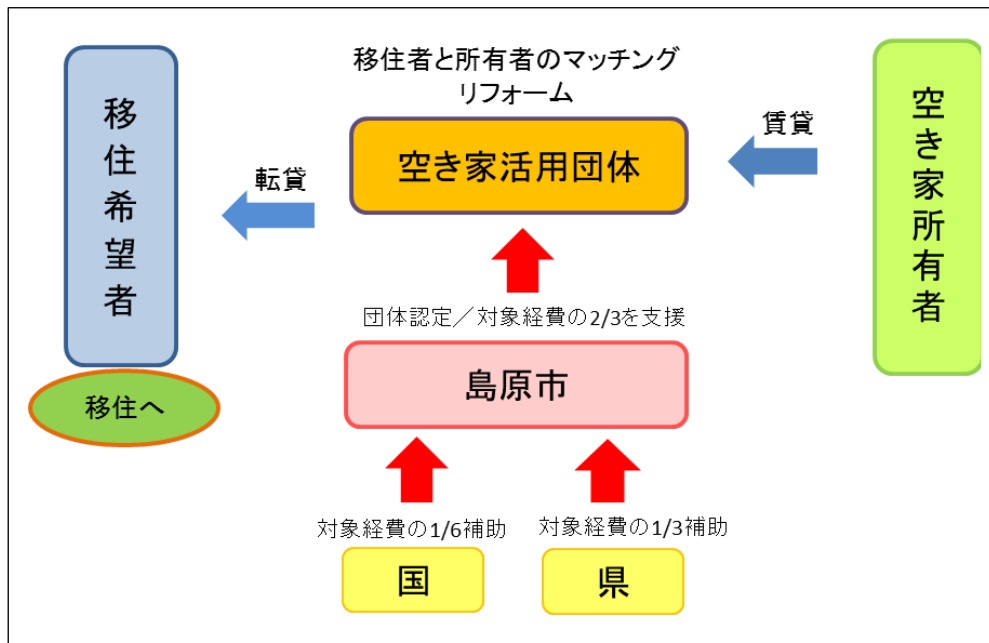 移住者と所有者のマッチング
リフォーム
移住希望者
転貸
空き家活用団体
賃貸
空き家所有者
団体認定／対象経費の2/3を支援
島原市
移住へ
対象経費の1/6補助
対象経費の1/3補助
国
県